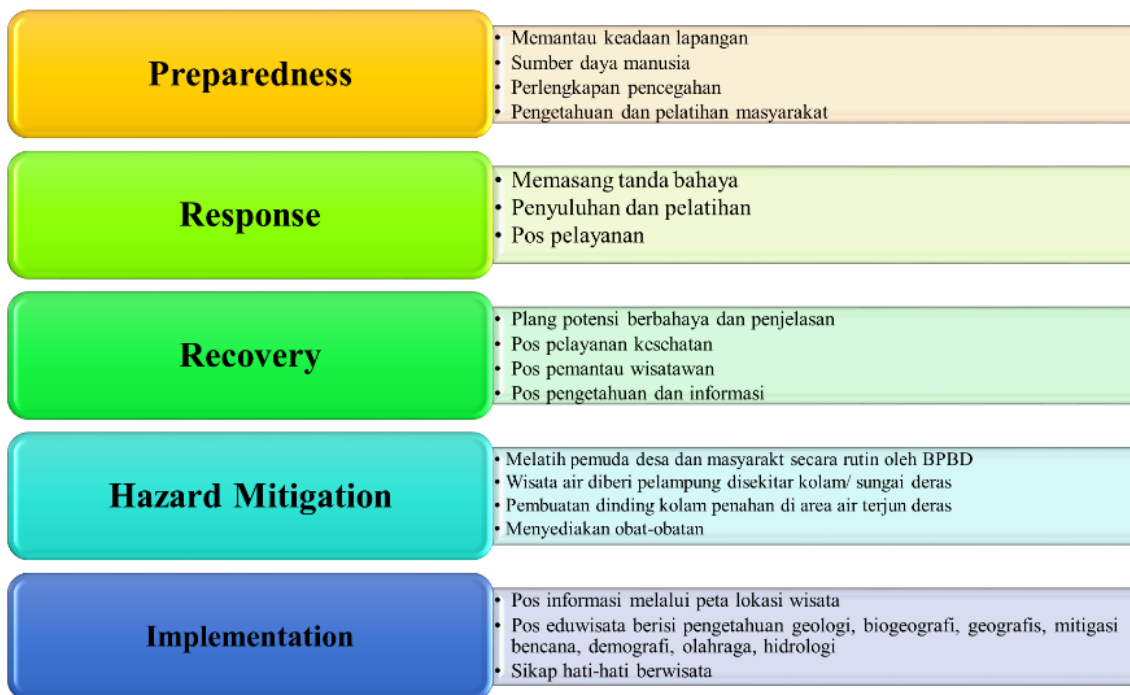 Preparedness
• Memantau keadaan lapangan
• Sumber daya manusia
• Perlengkapan pencegahan
• Pengetahuan dan pelatihan masyarakat
Response
• Memasang tanda bahaya
• Penyuluhan dan pelatihan
• Pos pelayanan
Recovery
• Plang potensi berbahaya dan penjelasan
• Pos pelayanan kesehatan
• Pos pemantau wisatawan
• Pos pengetahuan dan informasi
Hazard Mitigation
• Melatih pemuda desa dan masyarakt secara rutin oleh BPBD
• Wisata air diberi pelampung disekitar kolam/ sungai deras
• Pembuatan dinding kolam penahan di area air terjun deras
• Menyediakan obat-obatan
Implementation
• Pos informasi melalui peta lokasi wisata
• Pos eduwisata berisi pengetahuan geologi, biogeografi, geografis, mitigasi
bencana, demografi, olahraga, hidrologi
• Sikap hati-hati berwisata